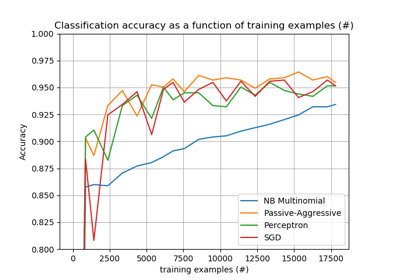 Classification accuracy as a function of training examples (#)
1.000
0.975
0.950
0.925
0.900
0.875
0.850
0.825
0.800
Accuracy
0 2500 5000 7500 10000 12500 15000 17500
training examples (#)
NB Multinomial
Passive-Aggressive
Perceptron
SGD